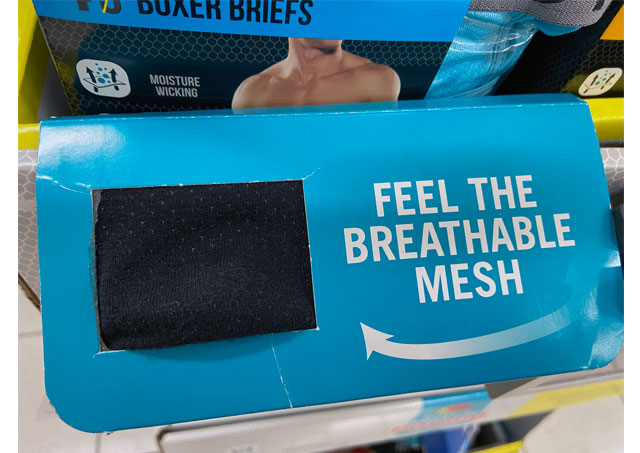 BOXER BRIEFS
MOISTURE
WICKING
FEEL THE
BREATHABLE
MESH